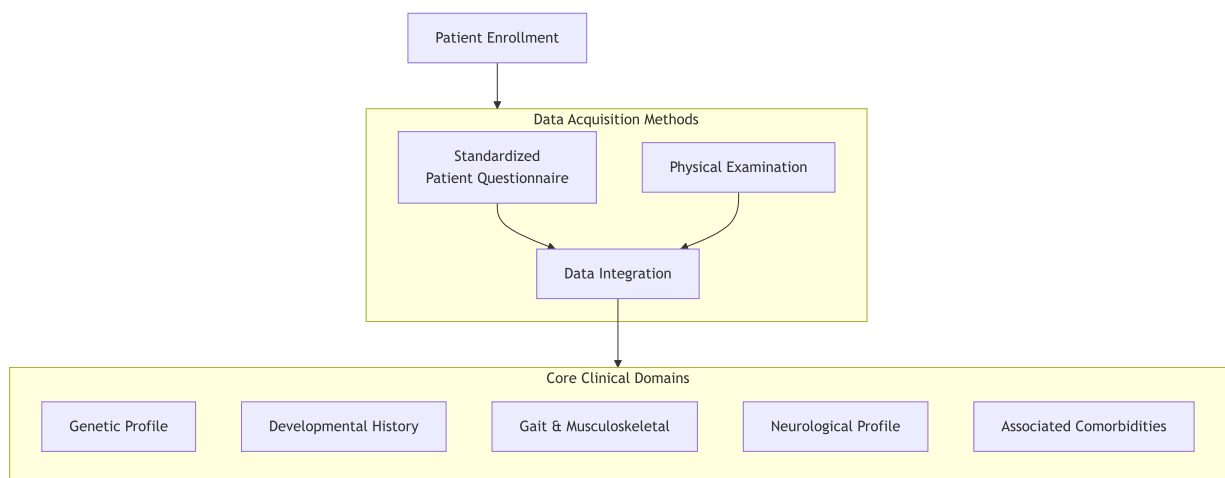 Patient Enrollment
Data Acquisition Methods
Standardized
Patient Questionnaire
Physical Examination
Data Integration
Core Clinical Domains
Genetic Profile
Developmental History
Gait & Musculoskeletal
Neurological Profile
Associated Comorbidities